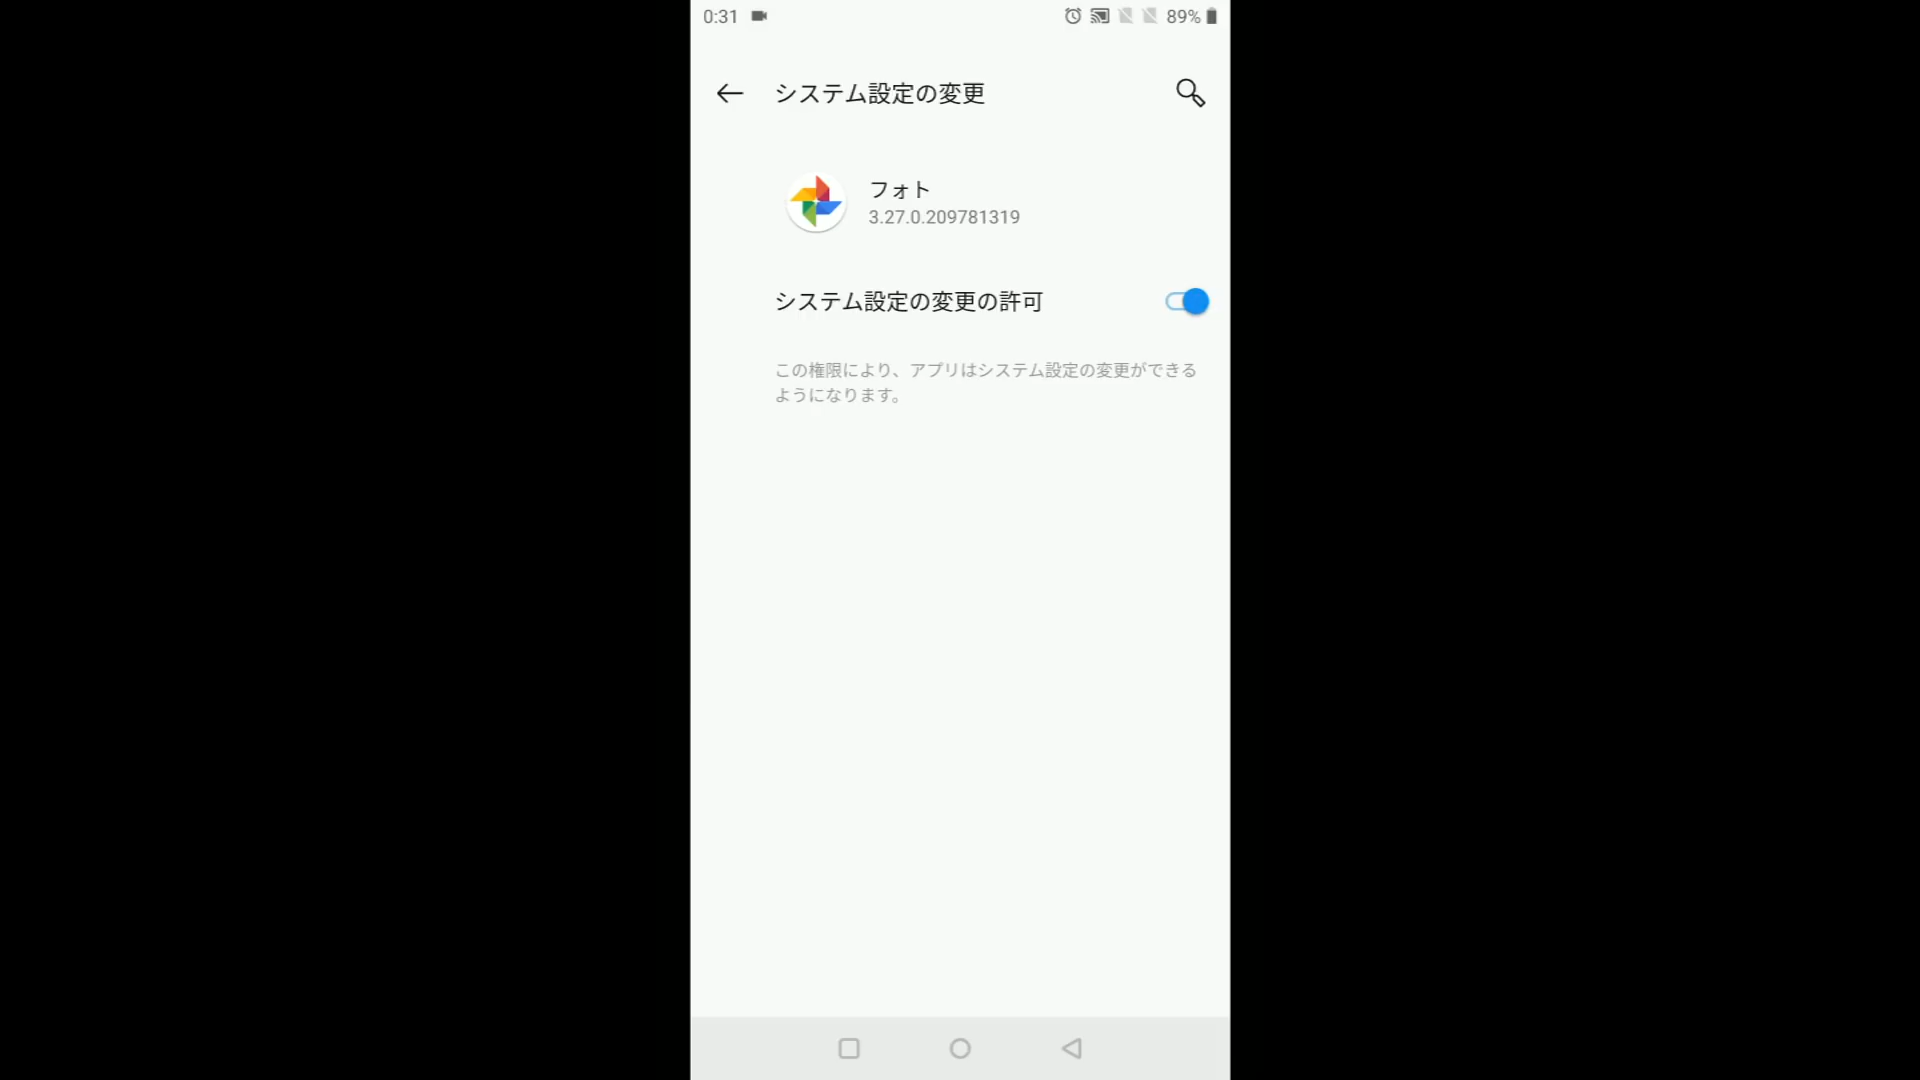 0:31
89%
システム設定の変更
フォト
3.27.0.209781319
システム設定の変更の許可
この権限により、アプリはシステム設定の変更ができる
ようになります。